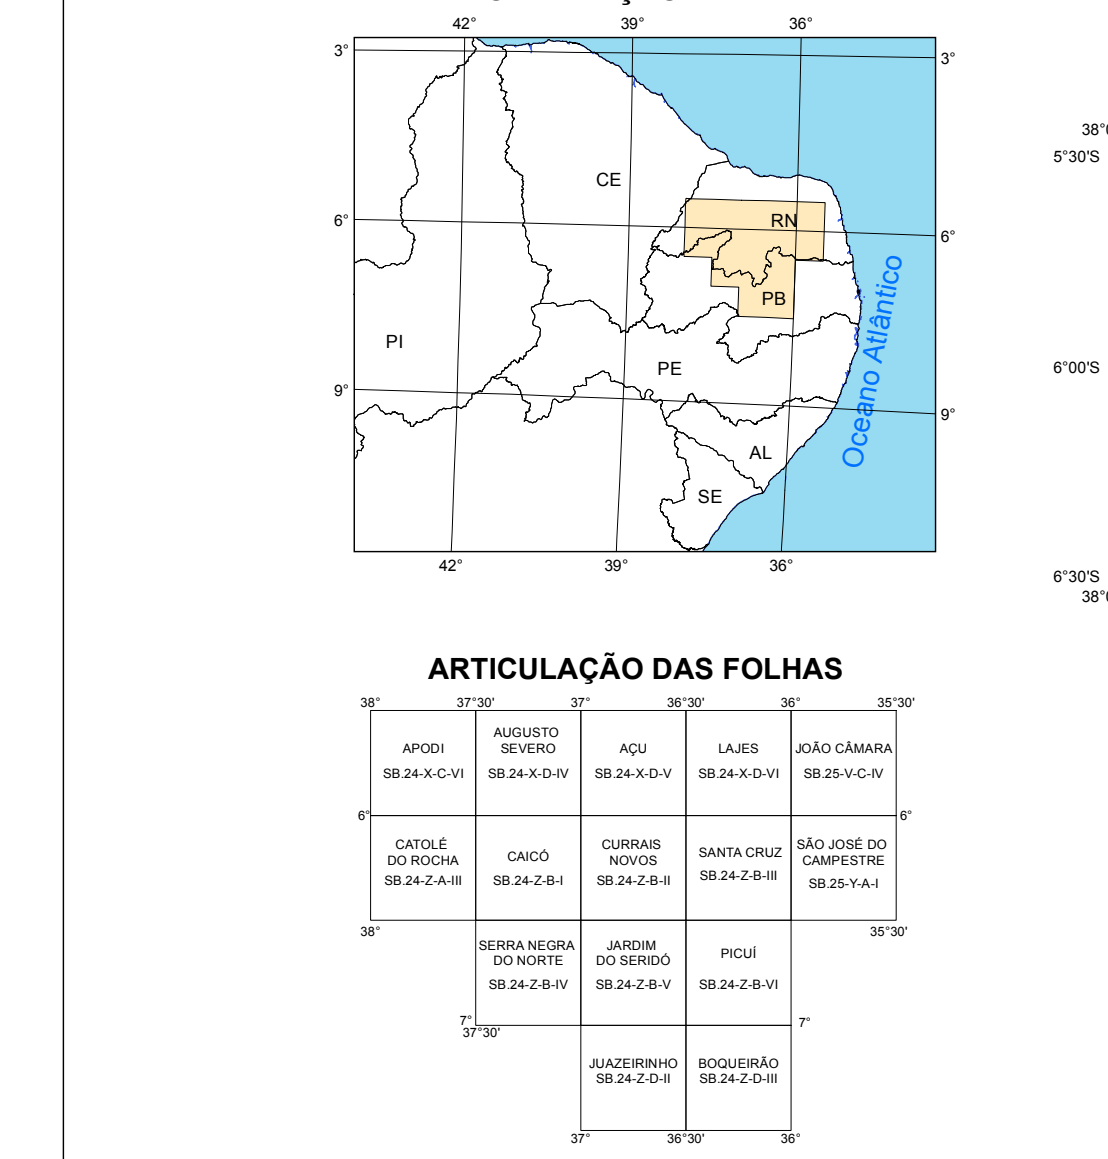 42° 39° 36°
3° 3°
CE
RN
6° 6°
PB
PI
PE
9° 9°
AL
SE
Oceano Atlântico
42° 39° 36°
5°30'S
6°00'S
6°30'S
ARTICULAÇÃO DAS FOLHAS
38° 37°30' 37° 36°30' 36° 35°30'
APODI
SB.24-X-C-VI
AUGUSTO
SEVERO
SB.24-X-D-IV
AÇU
SB.24-X-D-V
LAJES
SB.24-X-D-VI
JOÃO CÂMARA
SB.25-V-C-IV
6° 6°
CATOLÉ
DO ROCHA
SB.24-Z-A-III
CAICÓ
SB.24-Z-B-I
CURRAIS
NOVOS
SB.24-Z-B-II
SANTA CRUZ
SB.24-Z-B-III
SÃO JOSÉ DO
CAMPESTRE
SB.25-Y-A-I
38° 35°30'
SERRA NEGRA
DO NORTE
SB.24-Z-B-IV
JARDIM
DO SERIDÓ
SB.24-Z-B-V
PICUÍ
SB.24-Z-B-VI
7° 7°
37°30'
JUAZEIRINHO
SB.24-Z-D-II
BOQUEIRÃO
SB.24-Z-D-III
37° 36°30' 36°